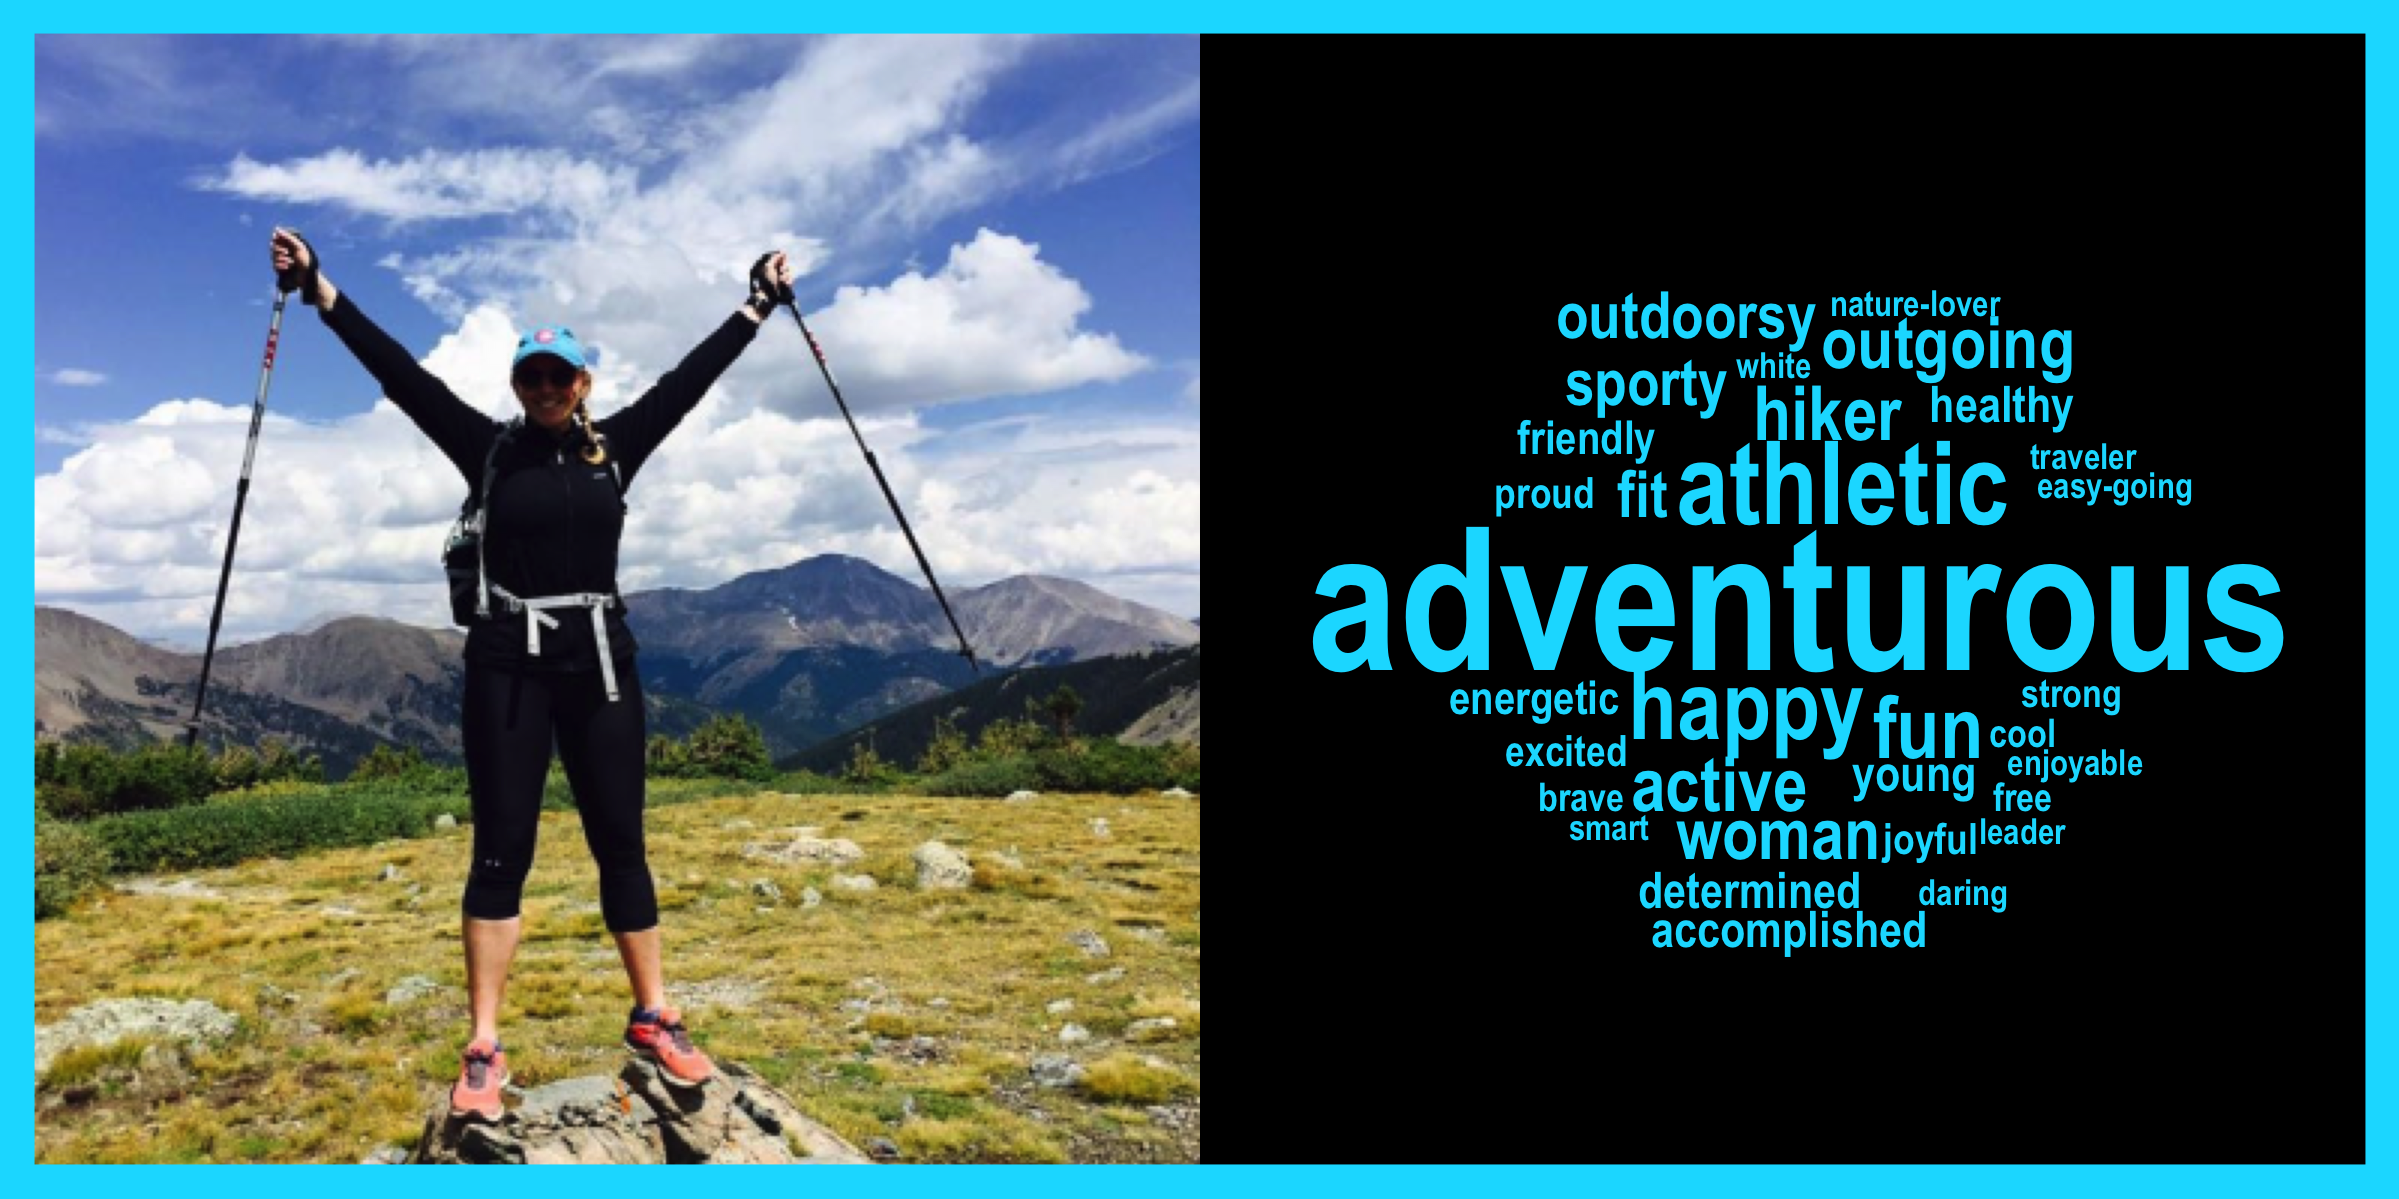 outdoorsy nature-lover
outgoing
sporty white
hiker healthy
friendly
athletic traveler
proud fit easy-going
adventurous
energetic happy fun strong
cool
excited enjoyable
active young
brave free
smart woman joyful leader
determined daring
accomplished